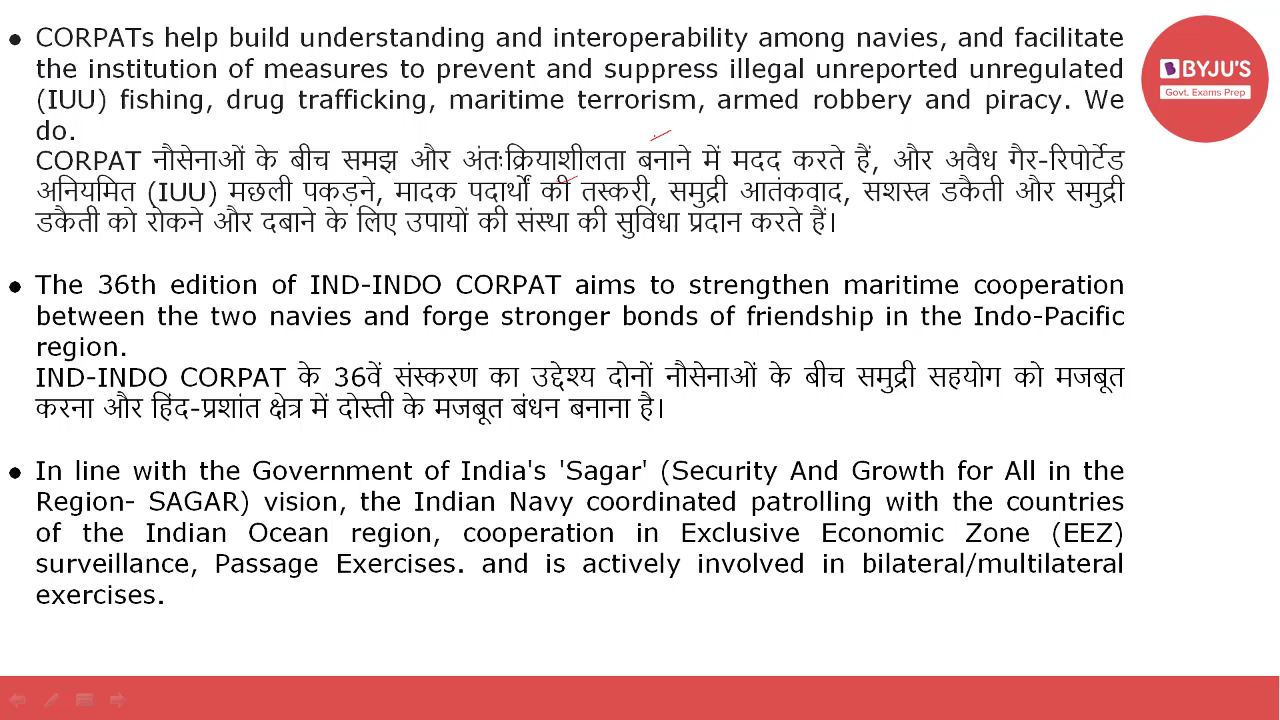 CORPATs help build understanding and interoperability among navies, and facilitate
the institution of measures to prevent and suppress illegal unreported unregulated
(IUU) fishing, drug trafficking, maritime terrorism, armed robbery and piracy. We
do.
CORPAT नौसेनाओं के बीच समझ और अंतःक्रियाशीलता बनाने में मदद करते हैं, और अवैध गैर-रिपोर्टेड
अनियमित (IUU) मछली पकड़ने, मादक पदार्थों की तस्करी, समुद्री आतंकवाद, सशस्त्र डकैती और समुद्री
डकैती को रोकने और दबाने के लिए उपायों की संस्था की सुविधा प्रदान करते हैं।
The 36th edition of IND-INDO CORPAT aims to strengthen maritime cooperation
between the two navies and forge stronger bonds of friendship in the Indo-Pacific
region.
IND-INDO CORPAT के 36वें संस्करण का उद्देश्य दोनों नौसेनाओं के बीच समुद्री सहयोग को मजबूत
करना और हिंद-प्रशांत क्षेत्र में दोस्ती के मजबूत बंधन बनाना है।
In line with the Government of India's 'Sagar' (Security And Growth for All in the
Region- SAGAR) vision, the Indian Navy coordinated patrolling with the countries
of the Indian Ocean region, cooperation in Exclusive Economic Zone (EEZ)
surveillance, Passage Exercises. and is actively involved in bilateral/multilateral
exercises.
BYJU'S
Govt. Exams Prep